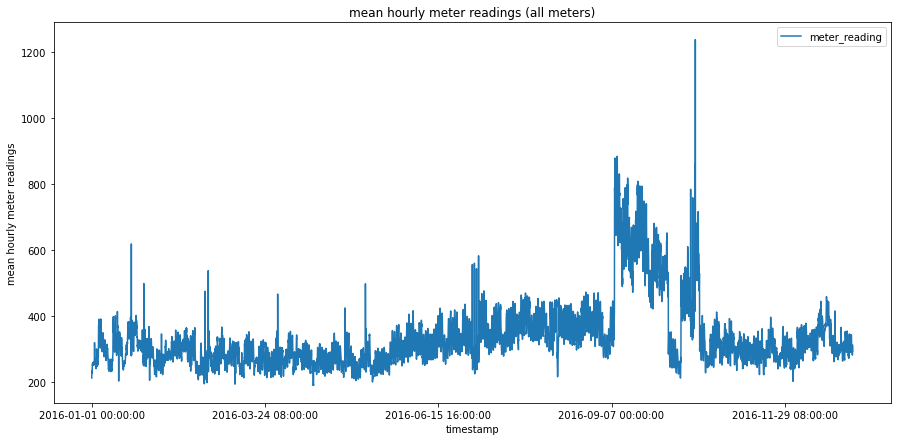 mean hourly meter readings (all meters)
meter_reading
1200
1000
800
600
400
200
mean hourly meter readings
2016-01-01 00:00:00
2016-03-24 08:00:00
2016-06-15 16:00:00
2016-09-07 00:00:00
2016-11-29 08:00:00
timestamp